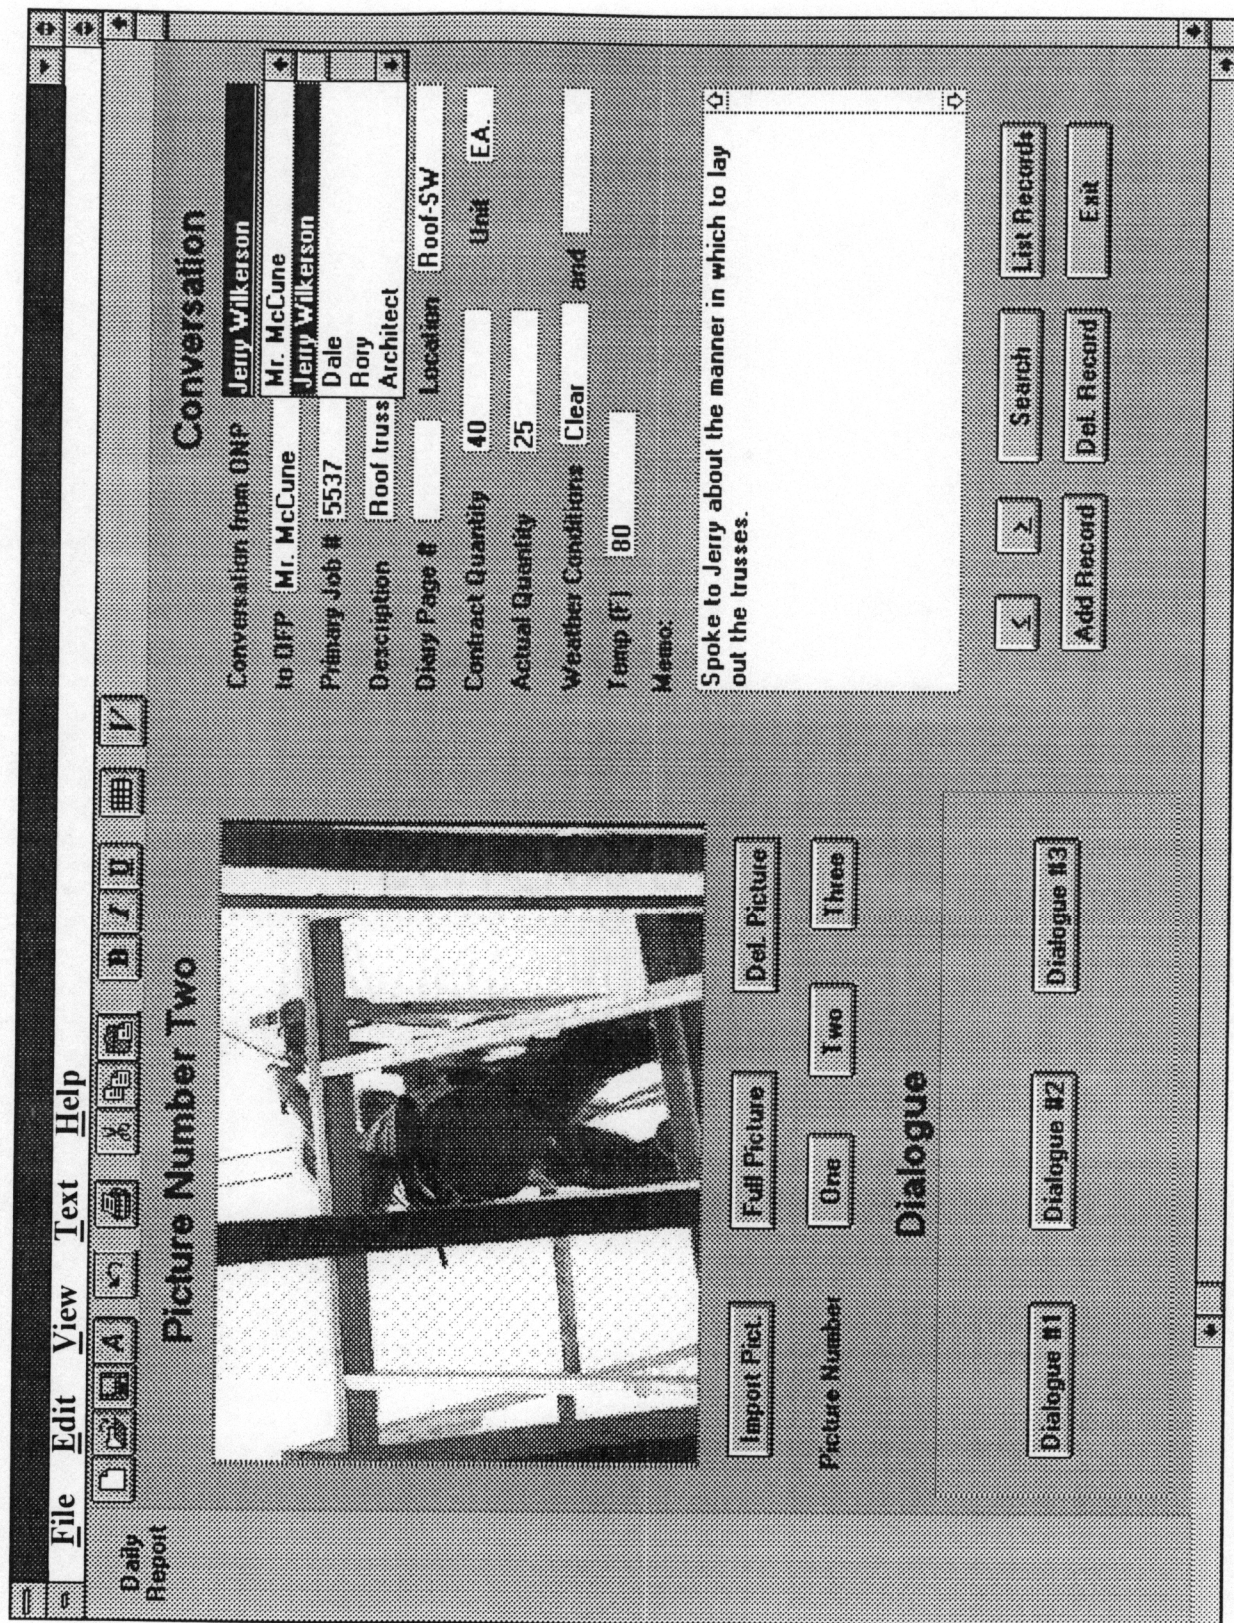 File Edit View Text Help
A B I U V
Daily
Report
Picture Number Two
Import Pict. Full Picture Del. Picture
Picture Number One Two Three
Dialogue
Dialogue #1 Dialogue #2 Dialogue #3
Conversation
Conversation from ONP Jerry Wilkerson
to OFP Mr. McCune
Mr. McCune
Jerry Wilkerson
Dale
Rory
Architect
Primary Job # 5537
Description Roof truss
Diary Page # Location Roof-SW
Contract Quantity 40 Unit EA.
Actual Quantity 25
Weather Conditions Clear and
Temp (F) 80
Memo:
Spoke to Jerry about the manner in which to lay
out the trusses.
< > Search List Records
Add Record Del. Record Exit